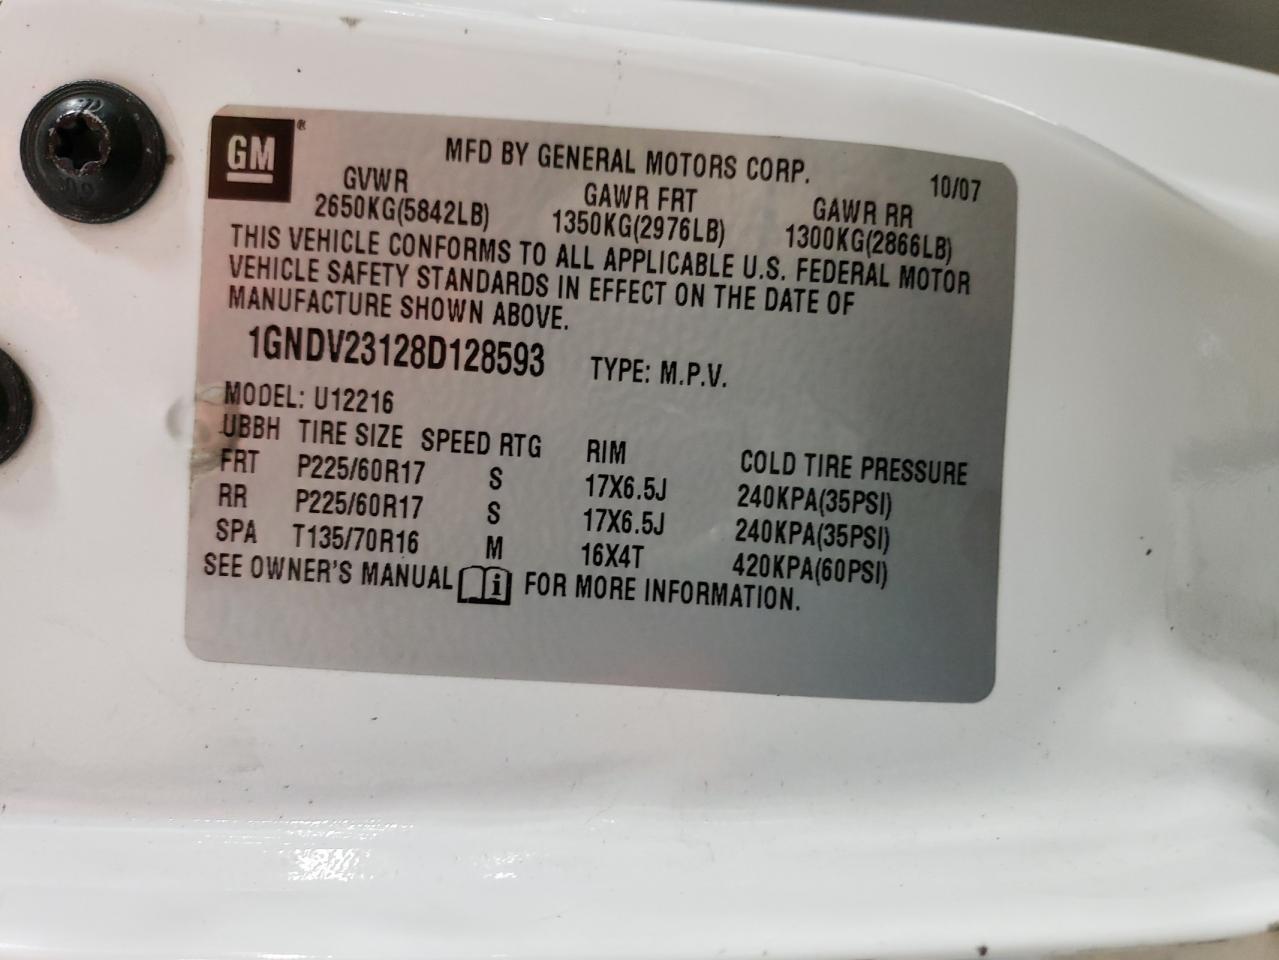 GM ®
MFD BY GENERAL MOTORS CORP. 10/07
GVWR GAWR FRT GAWR RR
2650KG(5842LB) 1350KG(2976LB) 1300KG(2866LB)
THIS VEHICLE CONFORMS TO ALL APPLICABLE U.S. FEDERAL MOTOR
VEHICLE SAFETY STANDARDS IN EFFECT ON THE DATE OF
MANUFACTURE SHOWN ABOVE.
1GNDV23128D128593 TYPE: M.P.V.
MODEL: U12216
UBBH TIRE SIZE SPEED RTG RIM COLD TIRE PRESSURE
FRT P225/60R17 S 17X6.5J 240KPA(35PSI)
RR P225/60R17 S 17X6.5J 240KPA(35PSI)
SPA T135/70R16 M 16X4T 420KPA(60PSI)
SEE OWNER'S MANUAL i FOR MORE INFORMATION.